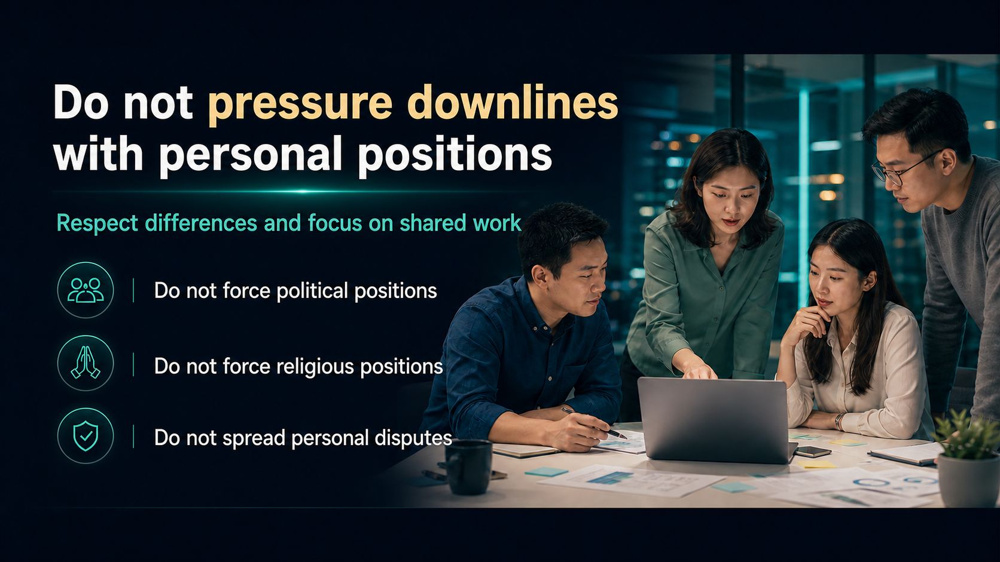 Do not pressure downlines
with personal positions
Respect differences and focus on shared work
Do not force political positions
Do not force religious positions
Do not spread personal disputes